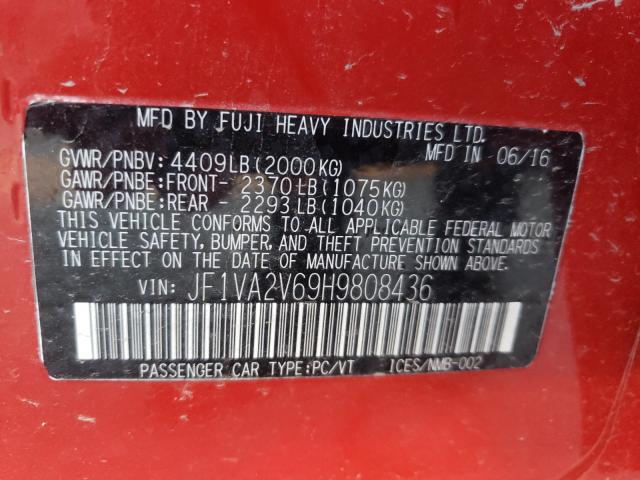 MFD BY FUJI HEAVY INDUSTRIES LTD.
MFD IN 06/16
GVWR/PNBV: 4409LB(2000KG)
GAWR/PNBE:FRONT- 2370LB(1075KG)
GAWR/PNBE:REAR 2293LB(1040KG)
THIS VEHICLE CONFORMS TO ALL APPLICABLE FEDERAL MOTOR
VEHICLE SAFETY, BUMPER, AND THEFT PREVENTION STANDARDS
IN EFFECT ON THE DATE OF MANUFACTURE SHOWN ABOVE.
VIN: JF1VA2V69H9808436
PASSENGER CAR TYPE:PC/VT ICES/NMB-002